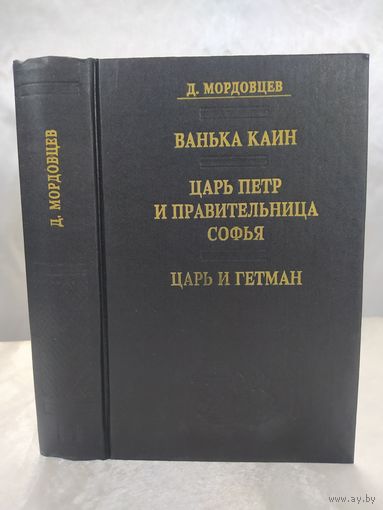 Д. МОРДОВЦЕВ
Д. МОРДОВЦЕВ
ВАНЬКА КАИН
ЦАРЬ ПЕТР
И ПРАВИТЕЛЬНИЦА
СОФЬЯ
ЦАРЬ И ГЕТМАН
www.ay.by